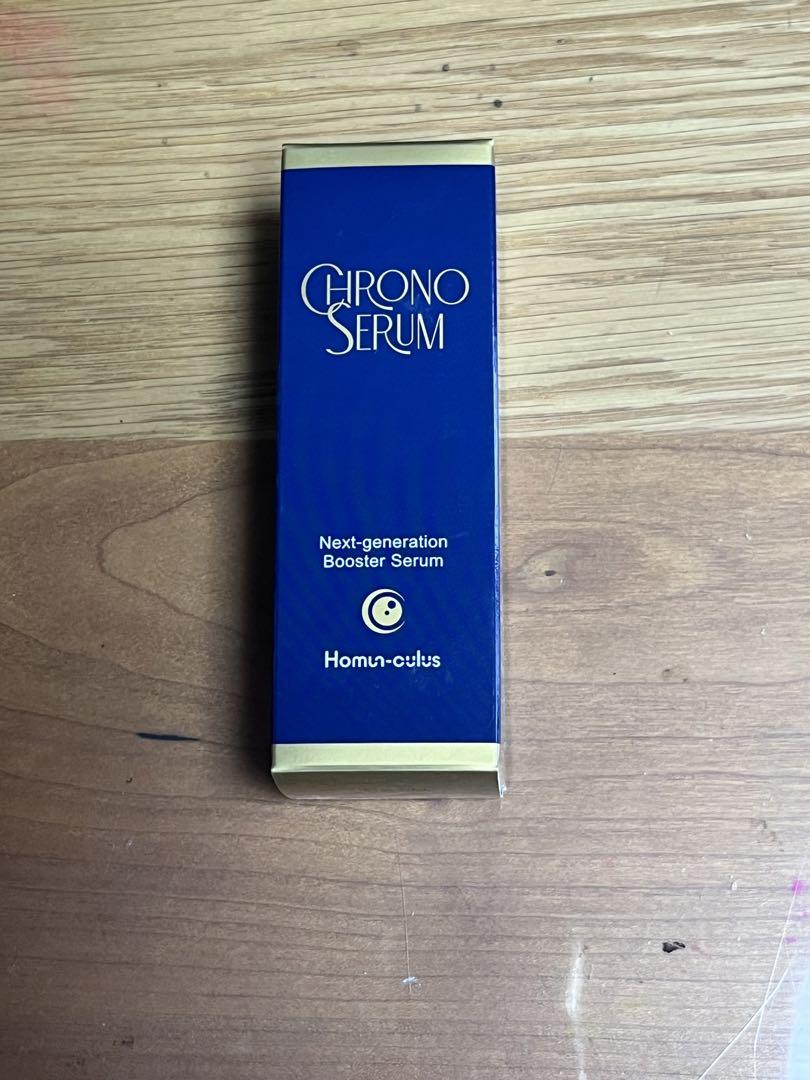 CHRONO
SERUM
Next-generation
Booster Serum
Homun-culus